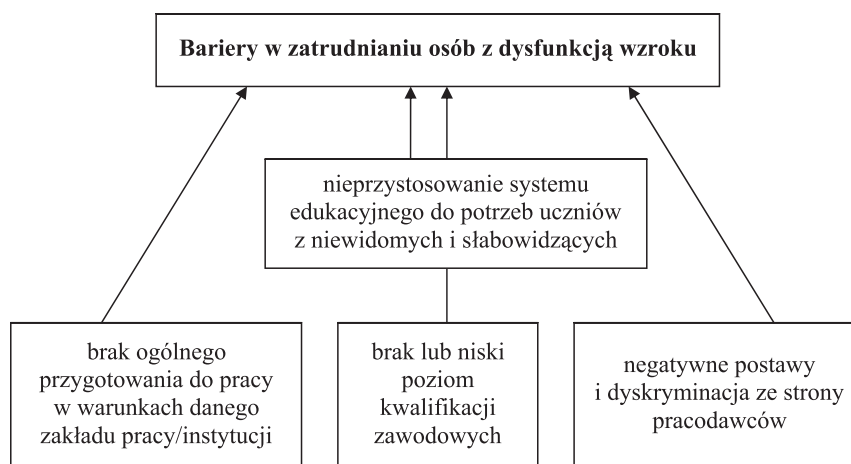 Bariery w zatrudnianiu osób z dysfunkcją wzroku
nieprzystosowanie systemu
edukacyjnego do potrzeb uczniów
z niewidomych i słabowidzących
brak ogólnego
przygotowania do pracy
w warunkach danego
zakładu pracy/instytucji
brak lub niski
poziom
kwalifikacji
zawodowych
negatywne postawy
i dyskryminacja ze strony
pracodawców